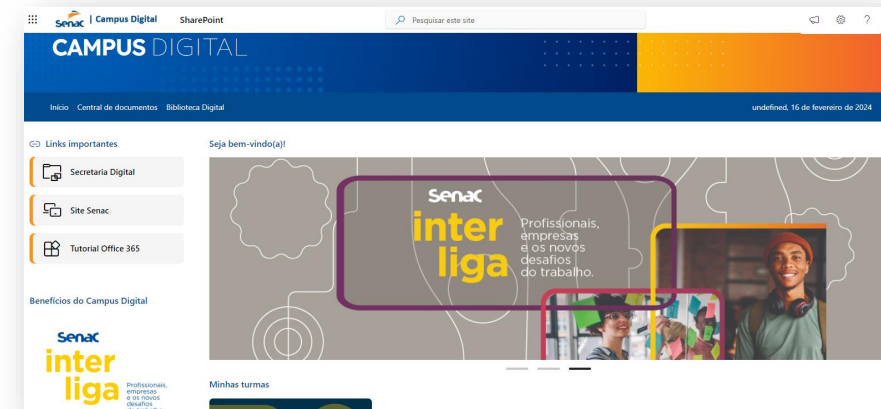 Senac | Campus Digital SharePoint
Pesquisar este site
?
CAMPUS DIGITAL
Início Central de documentos Biblioteca Digital
undefined, 16 de fevereiro de 2024
Links importantes
Secretaria Digital
Site Senac
Tutorial Office 365
Benefícios do Campus Digital
Senac
inter
liga
Profissionais,
empresas
e os novos
desafios
Seja bem-vindo(a)!
Senac
inter
liga
Profissionais,
empresas
e os novos
desafios
do trabalho.
Minhas turmas